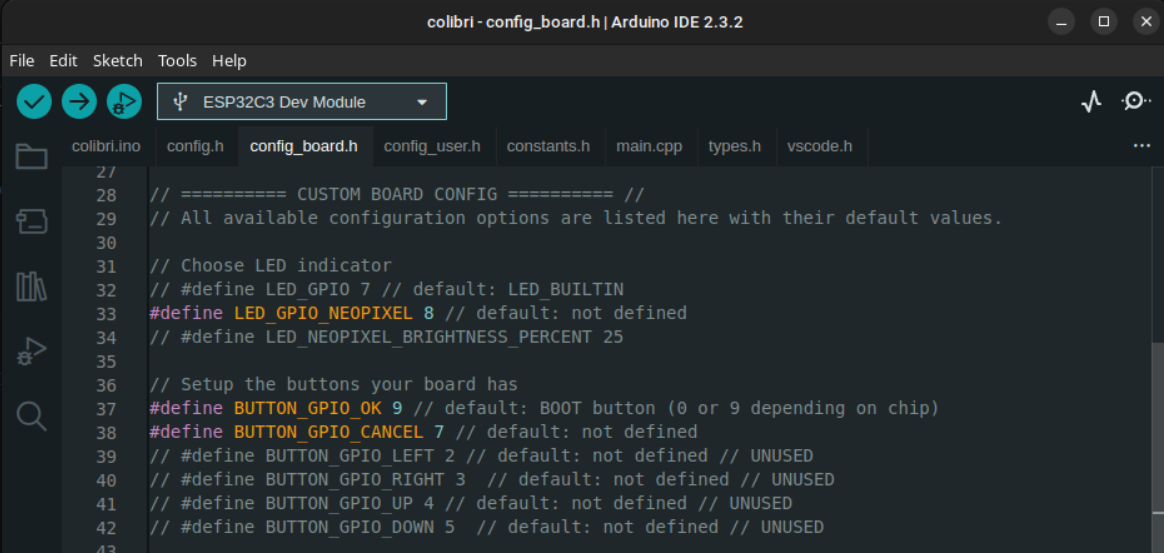 colibri - config_board.h | Arduino IDE 2.3.2
File Edit Sketch Tools Help
ESP32C3 Dev Module
colibri.ino config.h config_board.h config_user.h constants.h main.cpp types.h vscode.h
27
28 // ========== CUSTOM BOARD CONFIG ========== //
29 // All available configuration options are listed here with their default values.
30
31 // Choose LED indicator
32 // #define LED_GPIO 7 // default: LED_BUILTIN
33 #define LED_GPIO_NEOPIXEL 8 // default: not defined
34 // #define LED_NEOPIXEL_BRIGHTNESS_PERCENT 25
35
36 // Setup the buttons your board has
37 #define BUTTON_GPIO_OK 9 // default: BOOT button (0 or 9 depending on chip)
38 #define BUTTON_GPIO_CANCEL 7 // default: not defined
39 // #define BUTTON_GPIO_LEFT 2 // default: not defined // UNUSED
40 // #define BUTTON_GPIO_RIGHT 3  // default: not defined // UNUSED
41 // #define BUTTON_GPIO_UP 4 // default: not defined // UNUSED
42 // #define BUTTON_GPIO_DOWN 5  // default: not defined // UNUSED
43